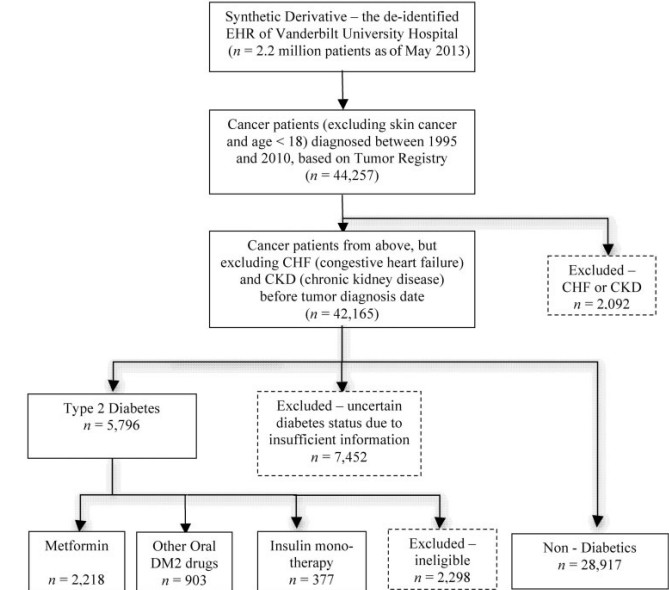 Synthetic Derivative – the de-identified
EHR of Vanderbilt University Hospital
(n = 2.2 million patients as of May 2013)
Cancer patients (excluding skin cancer
and age < 18) diagnosed between 1995
and 2010, based on Tumor Registry
(n = 44,257)
Cancer patients from above, but
excluding CHF (congestive heart failure)
and CKD (chronic kidney disease)
before tumor diagnosis date
(n = 42,165)
Excluded –
CHF or CKD
n = 2.092
Type 2 Diabetes
n = 5,796
Excluded – uncertain
diabetes status due to
insufficient information
n = 7,452
Metformin
n = 2,218
Other Oral
DM2 drugs
n = 903
Insulin mono-
therapy
n = 377
Excluded –
ineligible
n = 2,298
Non - Diabetics
n = 28,917